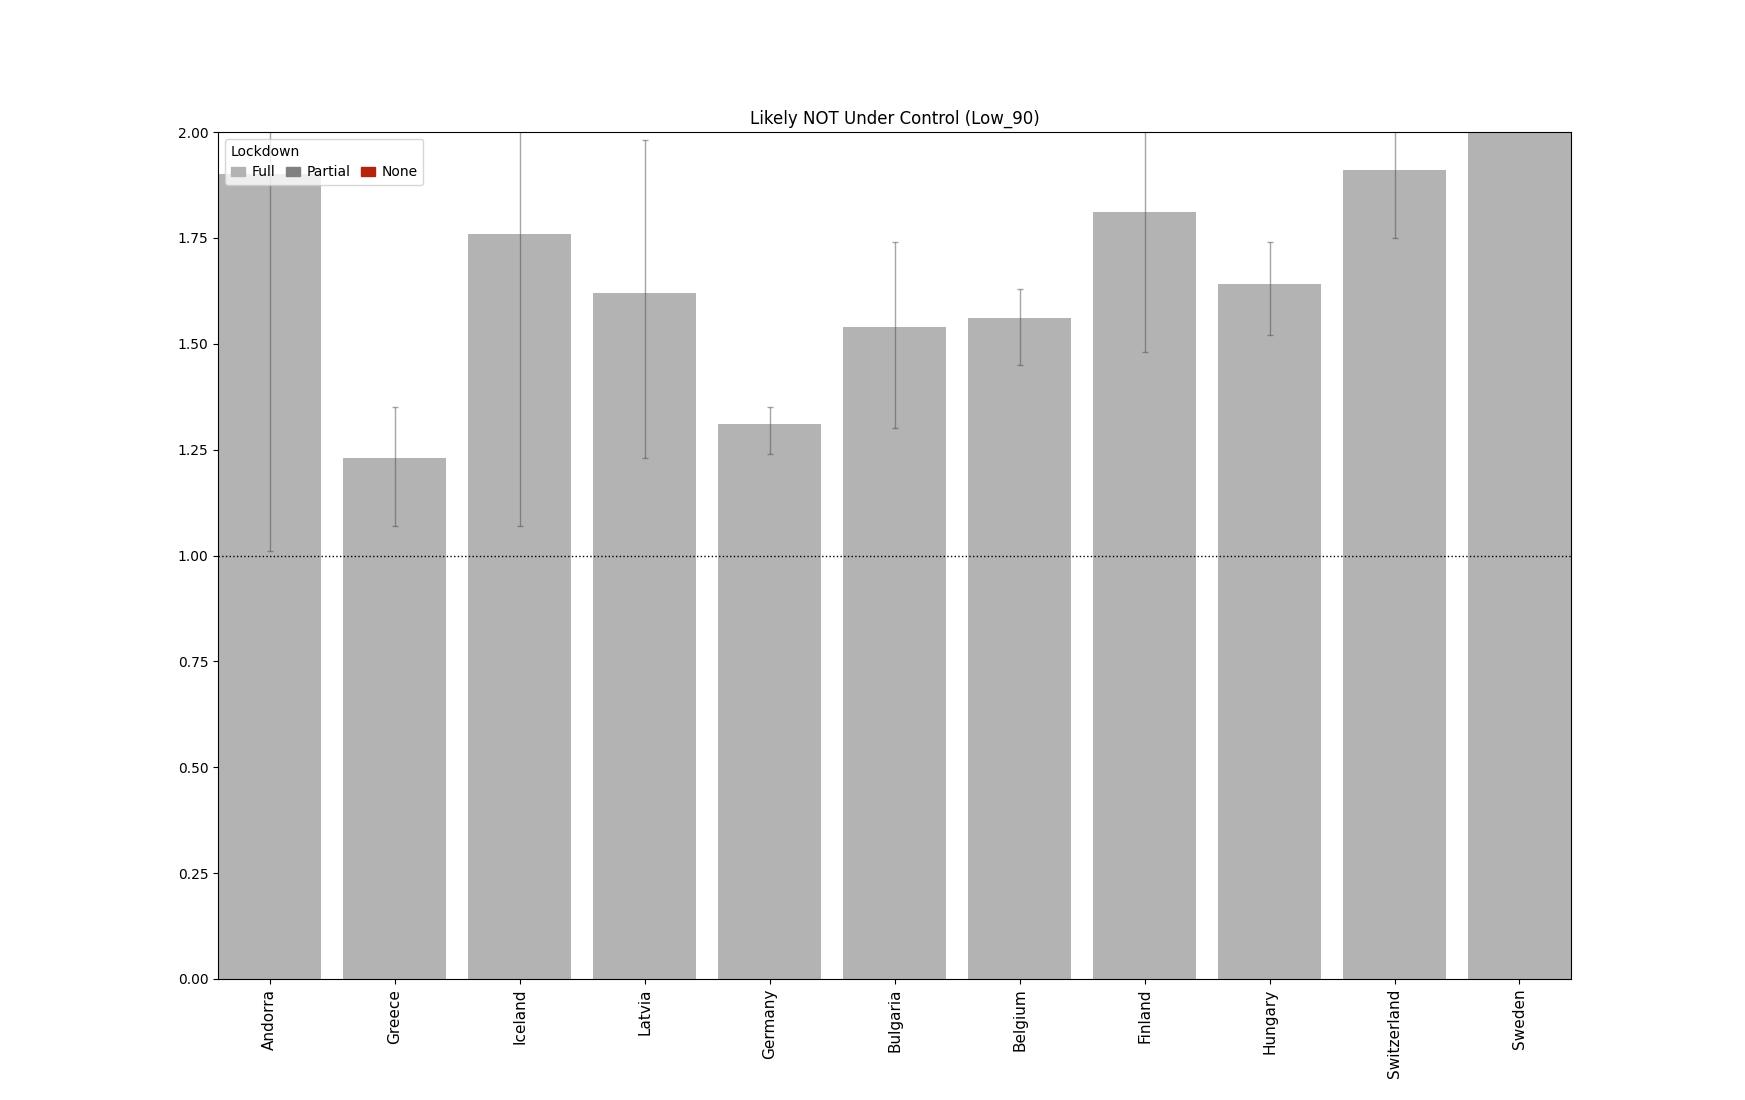 Likely NOT Under Control (Low_90)
2.00
Lockdown
Full Partial None
1.75
1.50
1.25
1.00
0.75
0.50
0.25
0.00
Andorra
Greece
Iceland
Latvia
Germany
Bulgaria
Belgium
Finland
Hungary
Switzerland
Sweden